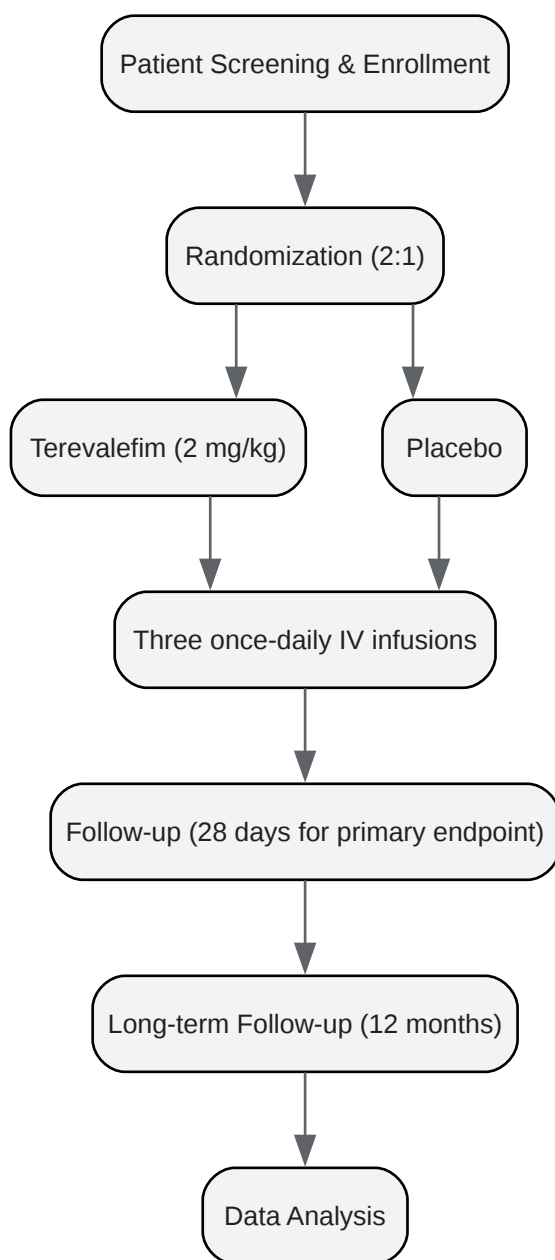 Patient Screening & Enrollment
Randomization (2:1)
Terevalefim (2 mg/kg)
Placebo
Three once-daily IV infusions
Follow-up (28 days for primary endpoint)
Long-term Follow-up (12 months)
Data Analysis